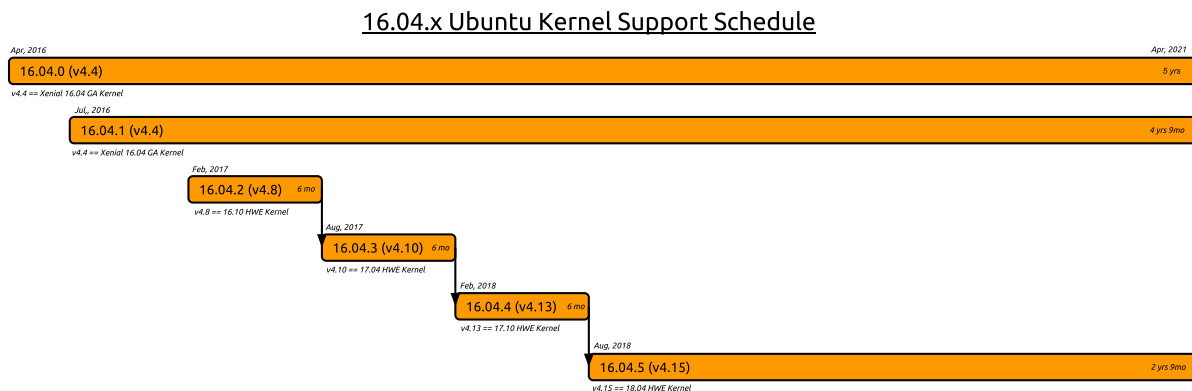 16.04.x Ubuntu Kernel Support Schedule
Apr, 2016
Apr, 2021
16.04.0 (v4.4)
5 yrs
v4.4 == Xenial 16.04 GA Kernel
Jul,, 2016
16.04.1 (v4.4)
4 yrs 9mo
v4.4 == Xenial 16.04 GA Kernel
Feb, 2017
16.04.2 (v4.8)
6 mo
v4.8 == 16.10 HWE Kernel
Aug, 2017
16.04.3 (v4.10)
6 mo
v4.10 == 17.04 HWE Kernel
Feb, 2018
16.04.4 (v4.13)
6 mo
v4.13 == 17.10 HWE Kernel
Aug, 2018
16.04.5 (v4.15)
2 yrs 9mo
v4.15 == 18.04 HWE Kernel